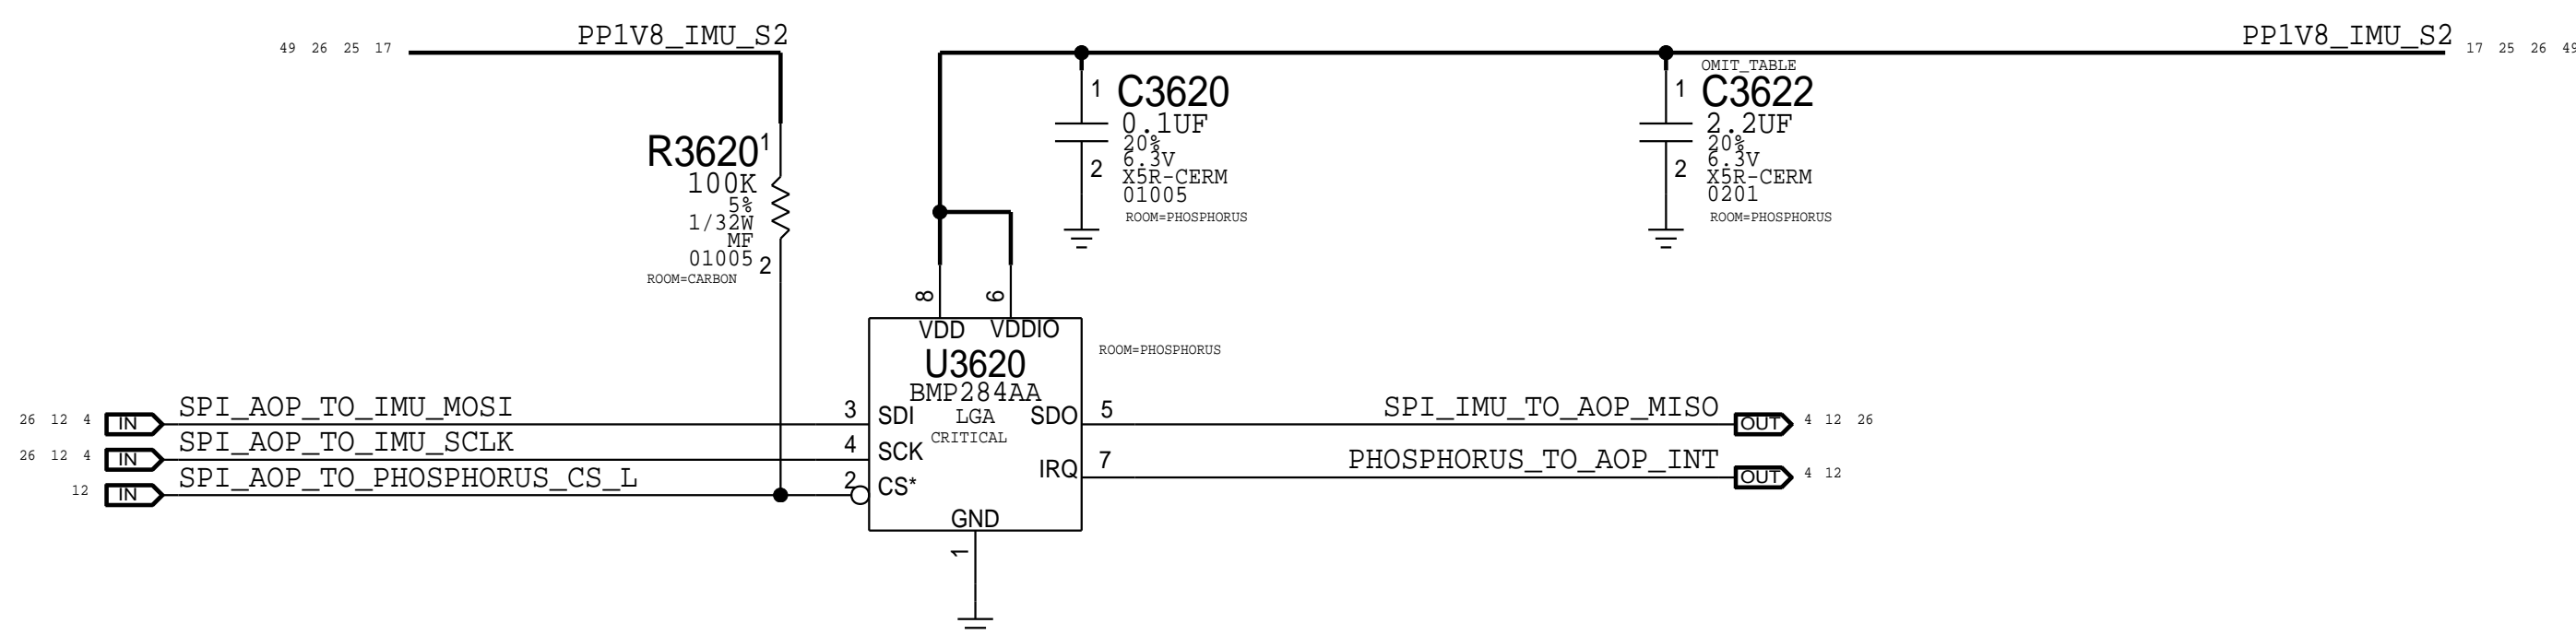 49 26 25 17 PP1V8_IMU_S2
PP1V8_IMU_S2 17 25 26 49
R3620 1
100K
5%
1/32W
MF
01005 2
ROOM=CARBON
1 C3620
0.1UF
20%
6.3V
2 X5R-CERM
01005
ROOM=PHOSPHORUS
OMIT_TABLE
1 C3622
2.2UF
20%
6.3V
2 X5R-CERM
0201
ROOM=PHOSPHORUS
8 6
VDD VDDIO
U3620
BMP284AA
LGA
CRITICAL
ROOM=PHOSPHORUS
26 12 4 IN SPI_AOP_TO_IMU_MOSI 3 SDI
26 12 4 IN SPI_AOP_TO_IMU_SCLK 4 SCK
12 IN SPI_AOP_TO_PHOSPHORUS_CS_L 2 CS*
SDO 5 SPI_IMU_TO_AOP_MISO OUT 4 12 26
IRQ 7 PHOSPHORUS_TO_AOP_INT OUT 4 12
GND
1